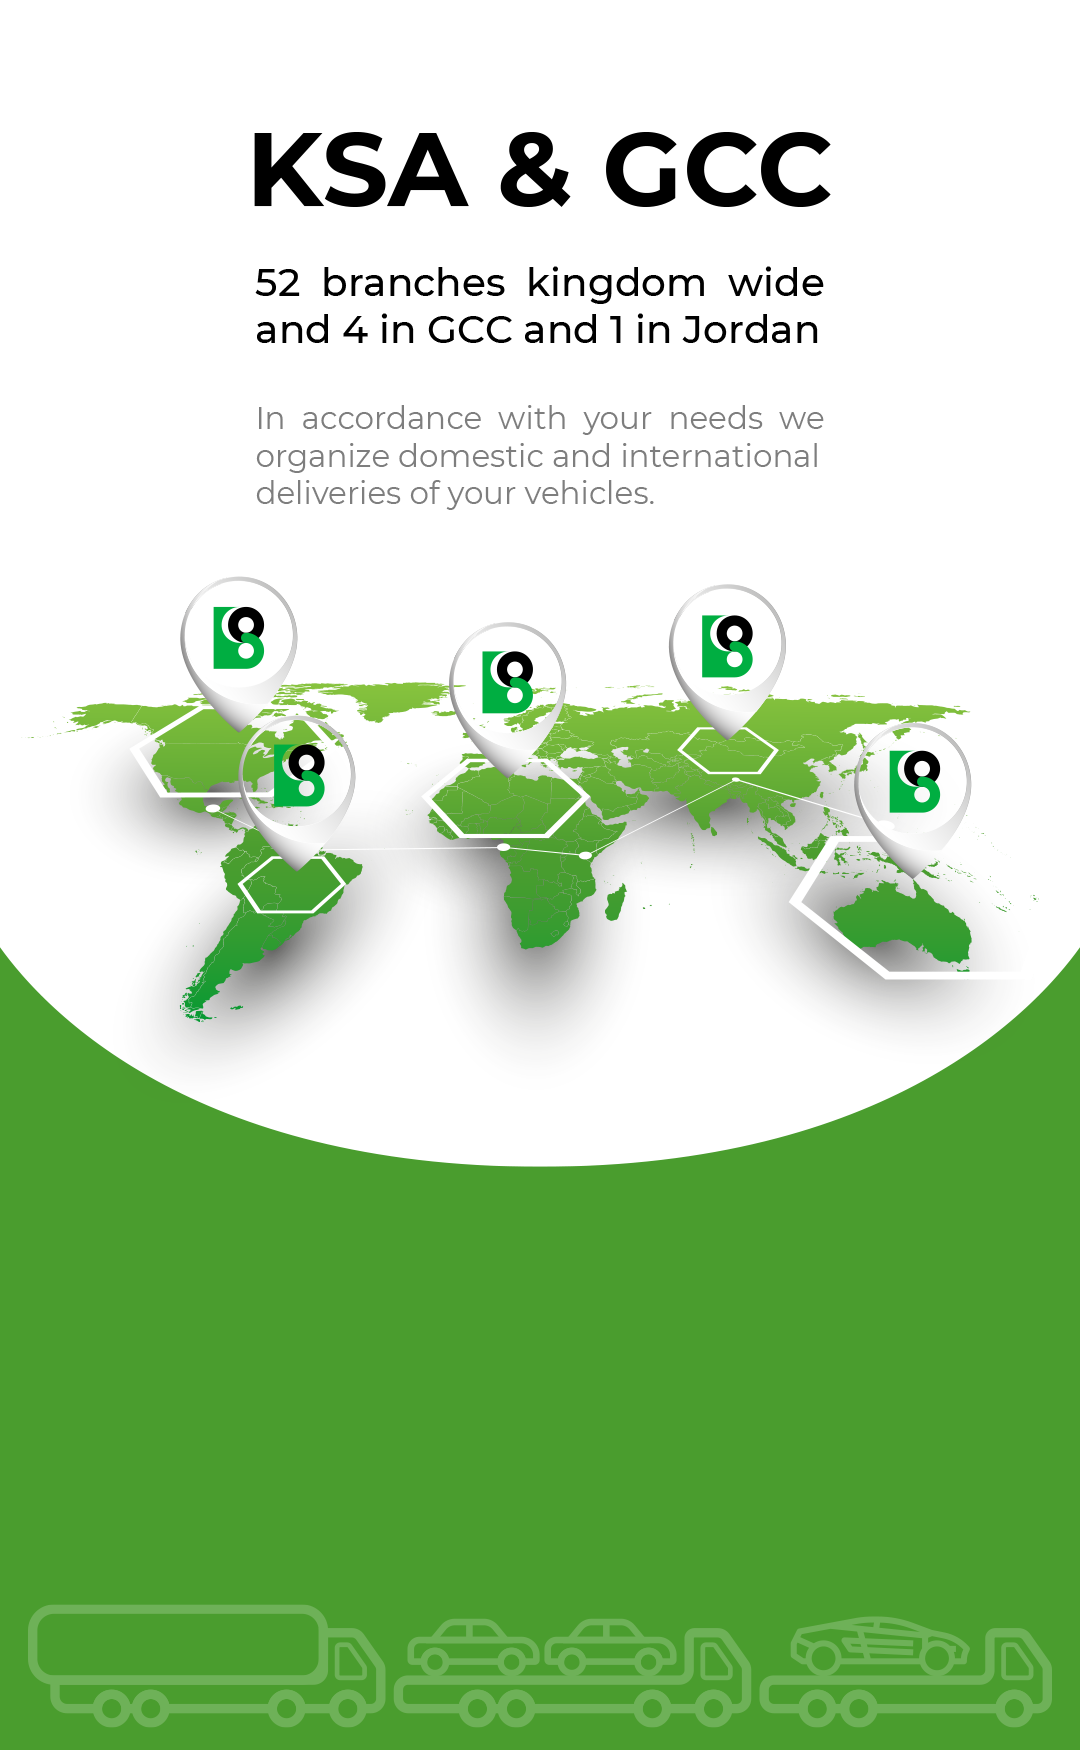 KSA & GCC
52 branches kingdom wide
and 4 in GCC and 1 in Jordan
In accordance with your needs we
organize domestic and international
deliveries of your vehicles.